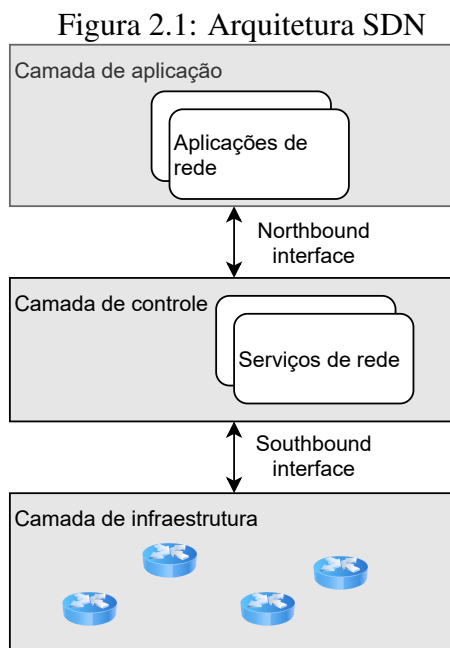 Figura 2.1: Arquitetura SDN
Camada de aplicação
Aplicações de
rede
Northbound
interface
Camada de controle
Serviços de rede
Southbound
interface
Camada de infraestrutura